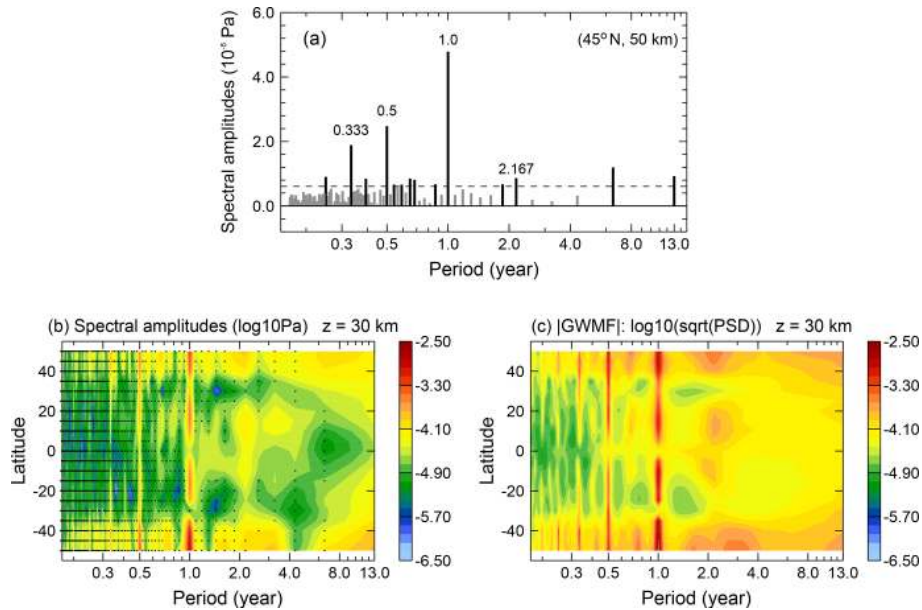 6.0
(a)
1.0
(45° N, 50 km)
4.0
0.5
0.333
2.0
2.167
0.0
Spectral amplitudes (10⁻⁵ Pa)
0.3 0.5 1.0 2.0 4.0 8.0 13.0
Period (year)
(b) Spectral amplitudes (log10Pa) z = 30 km
40
20
0
-20
-40
Latitude
0.3 0.5 1.0 2.0 4.0 8.0 13.0
Period (year)
-2.50
-3.30
-4.10
-4.90
-5.70
-6.50
(c) |GWMF|: log10(sqrt(PSD)) z = 30 km
40
20
0
-20
-40
Latitude
0.3 0.5 1.0 2.0 4.0 8.0 13.0
Period (year)
-2.50
-3.30
-4.10
-4.90
-5.70
-6.50